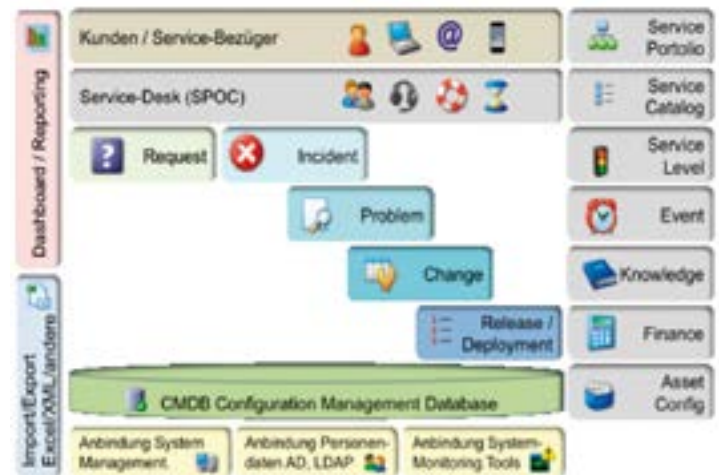 Dashboard / Reporting
Import/Export
Excel/XML/andere
Kunden / Service-Bezüger
Service-Desk (SPOC)
Request
Incident
Problem
Change
Release /
Deployment
CMDB Configuration Management Database
Anbindung System
Management
Anbindung Personen-
daten AD, LDAP
Anbindung System-
Monitoring Tools
Service
Portolio
Service
Catalog
Service
Level
Event
Knowledge
Finance
Asset
Config